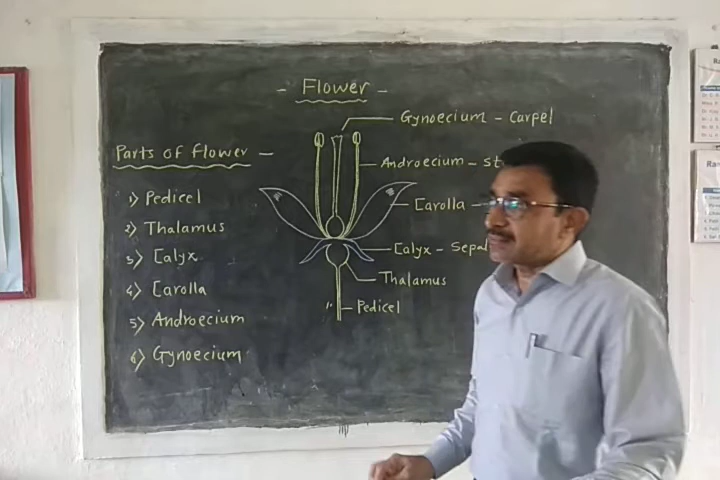 - Flower -
Gynoecium - Carpel
Parts of flower -
Androecium - St
1) Pedicel
Carolla -
2) Thalamus
Calyx - Sepal
3) Calyx
Thalamus
4) Carolla
Pedicel
5) Androecium
6) Gynoecium